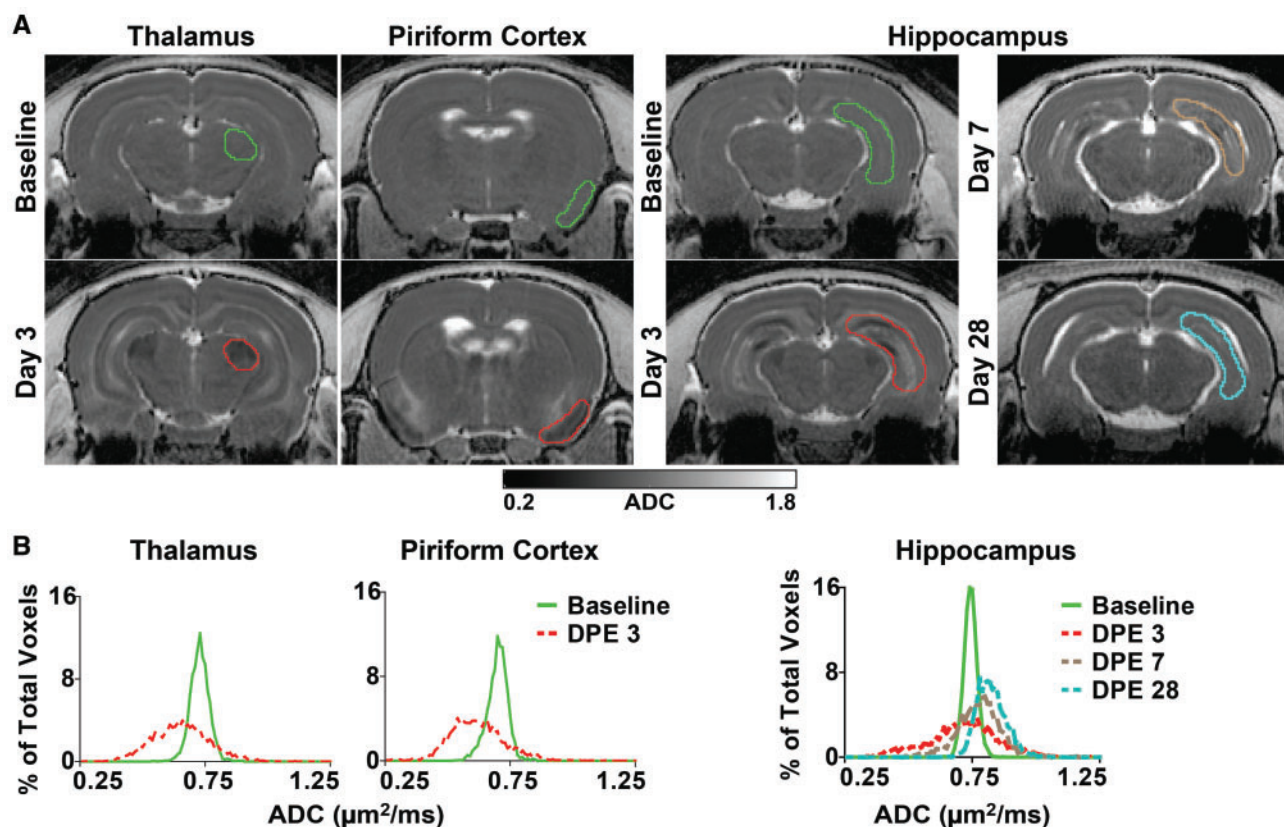 A
Thalamus
Piriform Cortex
Hippocampus
Baseline
Baseline
Day 7
Day 3
Day 3
Day 28
0.2
ADC
1.8
B
Thalamus
Piriform Cortex
Hippocampus
% of Total Voxels
16
8
0
0.25
0.75
1.25
16
8
0
0.25
0.75
1.25
Baseline
DPE 3
ADC (µm²/ms)
% of Total Voxels
16
8
0
0.25
0.75
1.25
Baseline
DPE 3
DPE 7
DPE 28
ADC (µm²/ms)